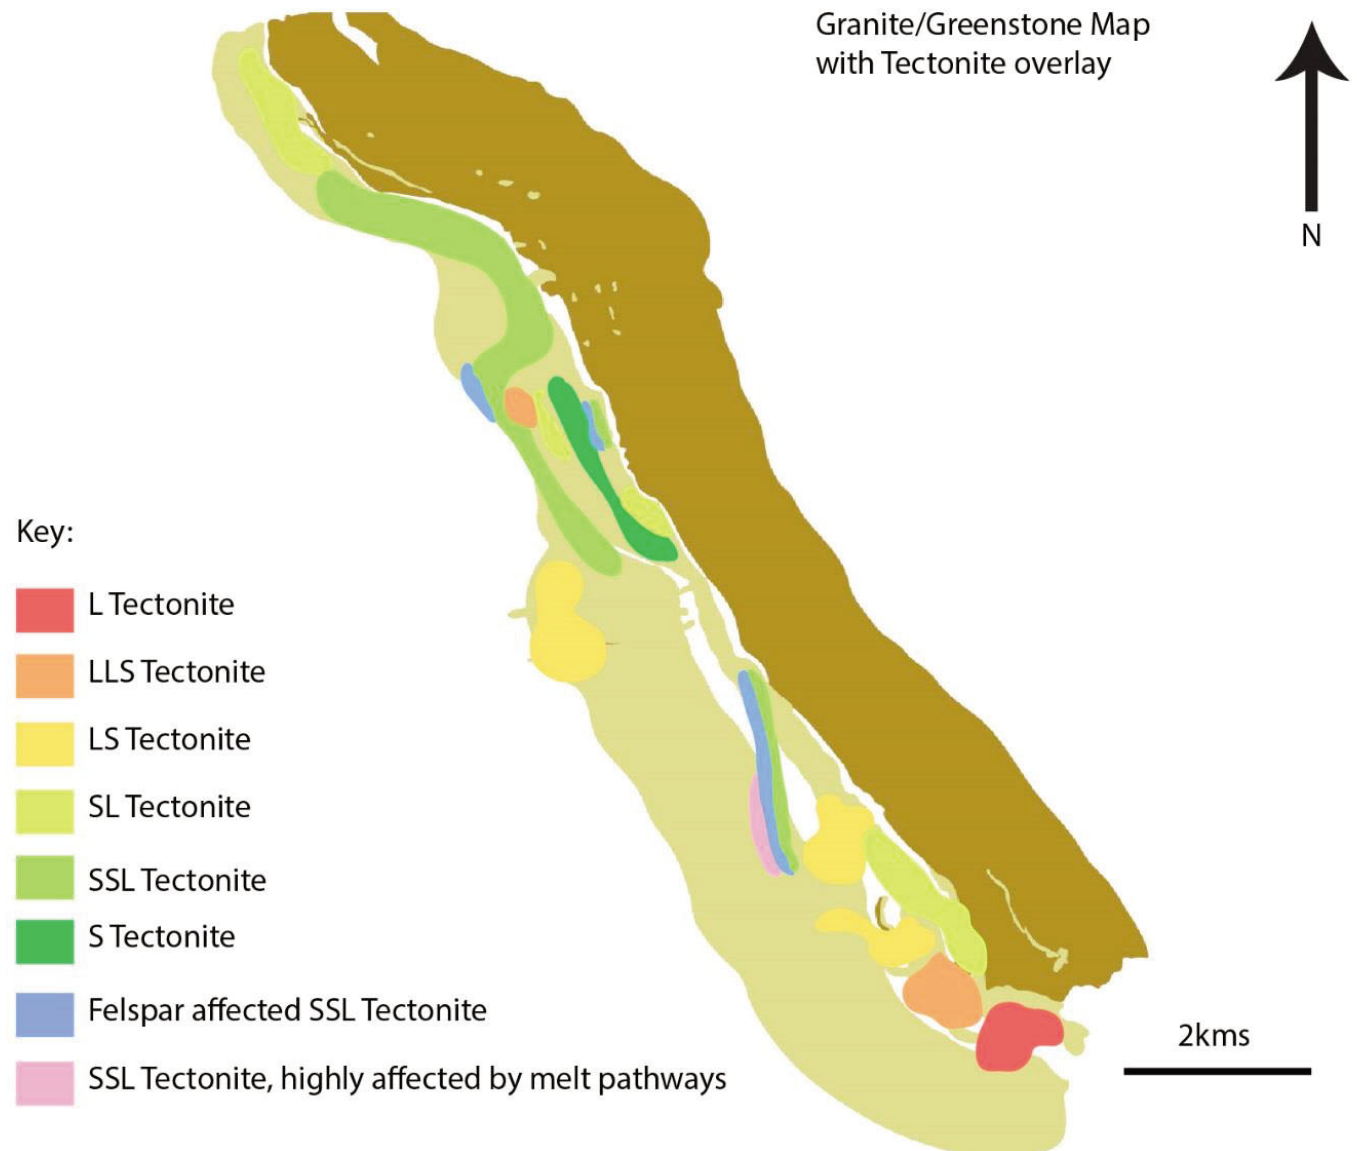 Granite/Greenstone Map
with Tectonite overlay
N
Key:
L Tectonite
LLS Tectonite
LS Tectonite
SL Tectonite
SSL Tectonite
S Tectonite
Felspar affected SSL Tectonite
SSL Tectonite, highly affected by melt pathways
2kms